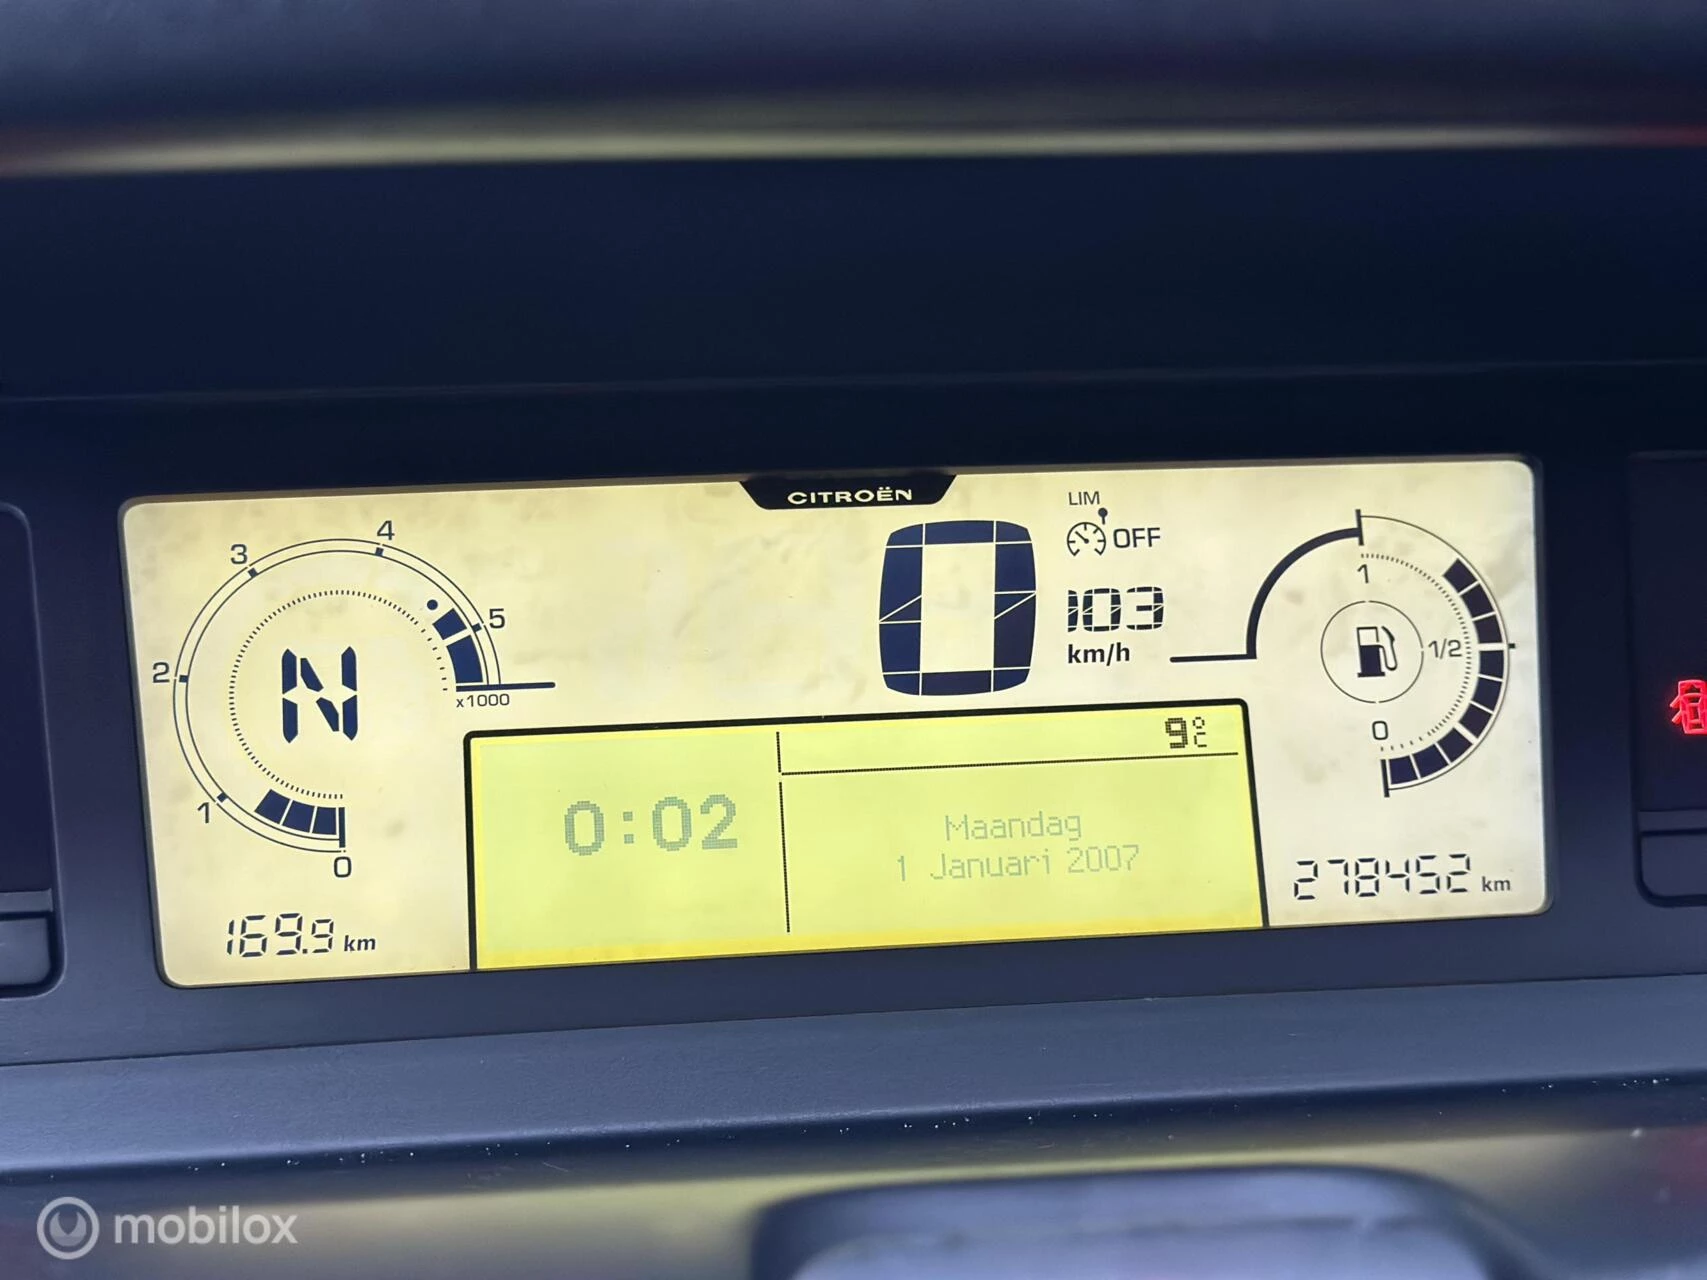 CITROËN
LIM
OFF
103
km/h
0
N
0
1
2
3
4
5
x1000
1
1/2
0
9°C
0:02
Maandag
1 Januari 2007
169.9 km
278452 km
mobilox